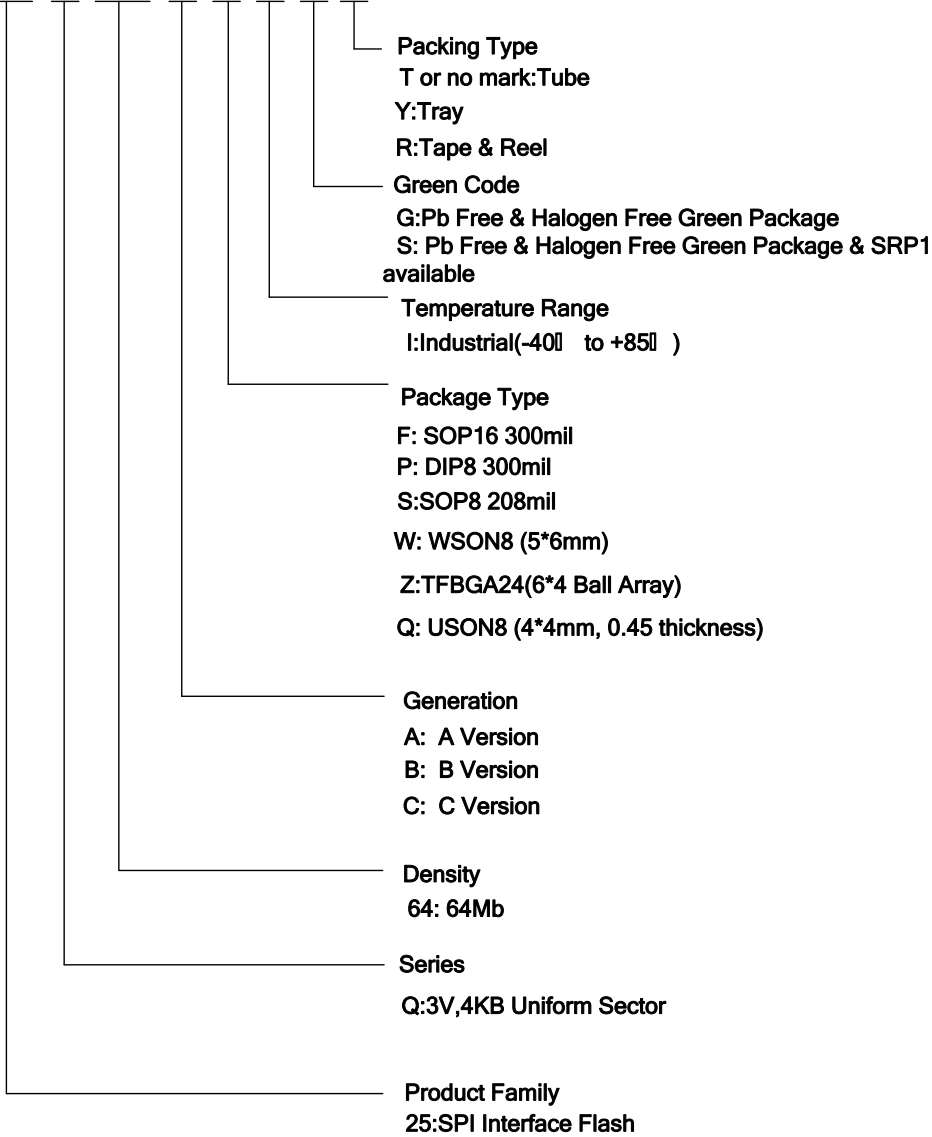 Packing Type
T or no mark:Tube
Y:Tray
R:Tape & Reel
Green Code
G:Pb Free & Halogen Free Green Package
S: Pb Free & Halogen Free Green Package & SRP1
available
Temperature Range
I:Industrial(-40▯ to +85▯ )
Package Type
F: SOP16 300mil
P: DIP8 300mil
S:SOP8 208mil
W: WSON8 (5*6mm)
Z:TFBGA24(6*4 Ball Array)
Q: USON8 (4*4mm, 0.45 thickness)
Generation
A: A Version
B: B Version
C: C Version
Density
64: 64Mb
Series
Q:3V,4KB Uniform Sector
Product Family
25:SPI Interface Flash